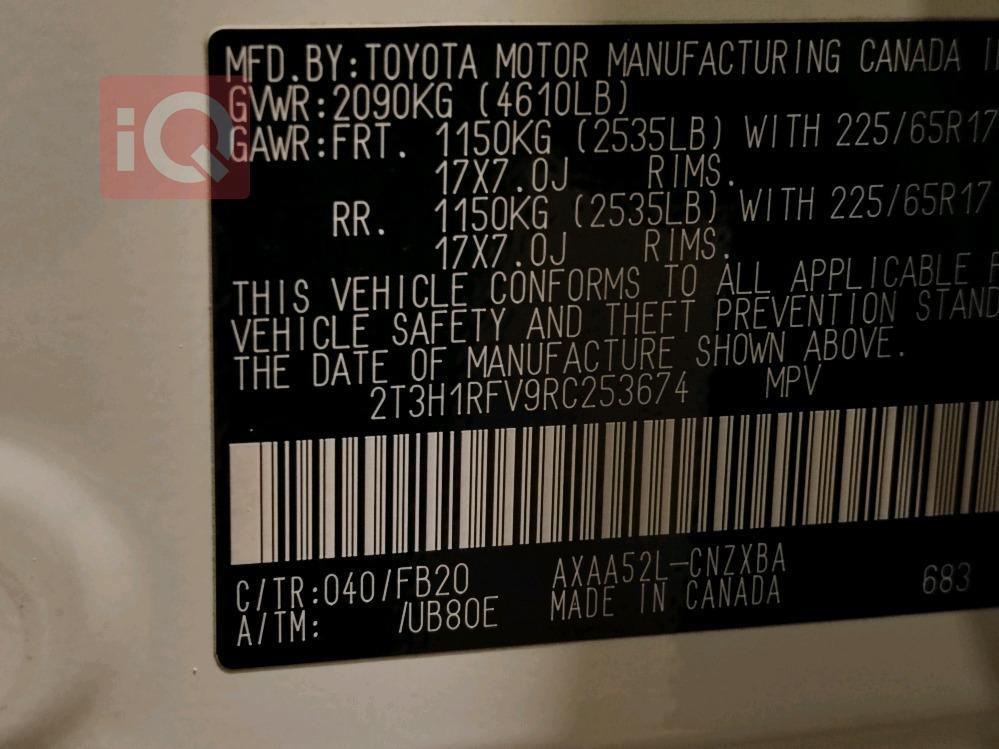 iQ
MFD.BY:TOYOTA MOTOR MANUFACTURING CANADA
GVWR:2090KG (4610LB)
GAWR:FRT. 1150KG (2535LB) WITH 225/65R17
17X7.0J RIMS.
RR. 1150KG (2535LB) WITH 225/65R17
17X7.0J RIMS.
THIS VEHICLE CONFORMS TO ALL APPLICABLE
VEHICLE SAFETY AND THEFT PREVENTION STAND
THE DATE OF MANUFACTURE SHOWN ABOVE.
2T3H1RFV9RC253674 MPV
C/TR:040/FB20 AXAA52L-CNZXBA 683
A/TM: /UB80E MADE IN CANADA